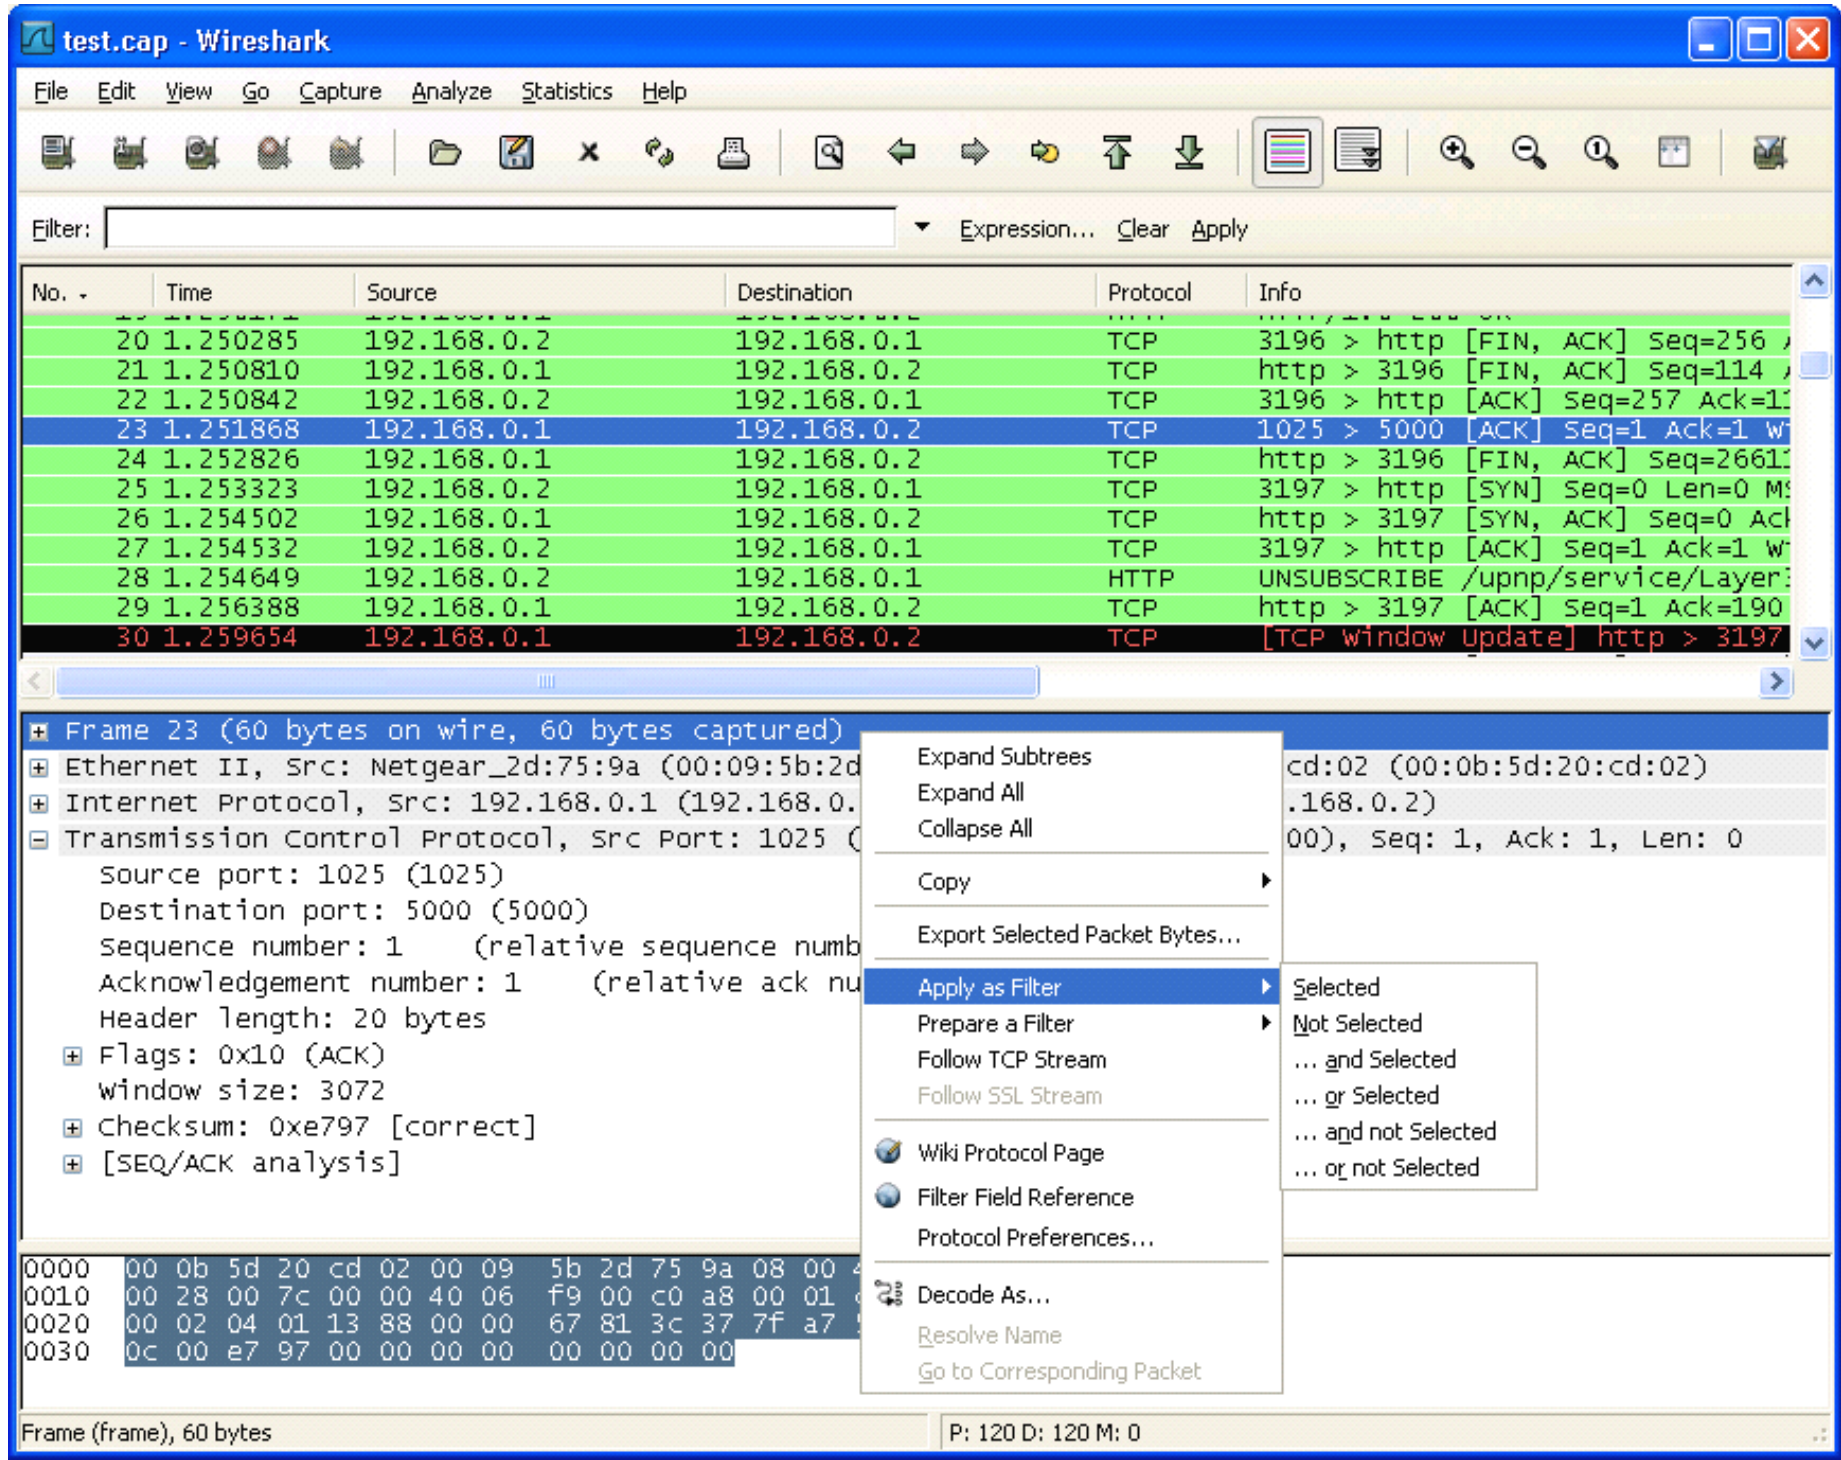 test.cap - Wireshark
File Edit View Go Capture Analyze Statistics Help
Filter: Expression... Clear Apply
No. Time Source Destination Protocol Info
20 1.250285 192.168.0.2 192.168.0.1 TCP 3196 > http [FIN, ACK] Seq=256
21 1.250810 192.168.0.1 192.168.0.2 TCP http > 3196 [FIN, ACK] Seq=114
22 1.250842 192.168.0.2 192.168.0.1 TCP 3196 > http [ACK] Seq=257 Ack=11
23 1.251868 192.168.0.1 192.168.0.2 TCP 1025 > 5000 [ACK] Seq=1 Ack=1 Wi
24 1.252826 192.168.0.1 192.168.0.2 TCP http > 3196 [FIN, ACK] Seq=26611
25 1.253323 192.168.0.2 192.168.0.1 TCP 3197 > http [SYN] Seq=0 Len=0 MS
26 1.254502 192.168.0.1 192.168.0.2 TCP http > 3197 [SYN, ACK] Seq=0 Ack
27 1.254532 192.168.0.2 192.168.0.1 TCP 3197 > http [ACK] Seq=1 Ack=1 Wi
28 1.254649 192.168.0.2 192.168.0.1 HTTP UNSUBSCRIBE /upnp/service/Layer3
29 1.256388 192.168.0.1 192.168.0.2 TCP http > 3197 [ACK] Seq=1 Ack=190
30 1.259654 192.168.0.1 192.168.0.2 TCP [TCP Window Update] http > 3197
Frame 23 (60 bytes on wire, 60 bytes captured)
Ethernet II, Src: Netgear_2d:75:9a (00:09:5b:2d cd:02 (00:0b:5d:20:cd:02)
Internet Protocol, Src: 192.168.0.1 (192.168.0. .168.0.2)
Transmission Control Protocol, Src Port: 1025 ( 00), Seq: 1, Ack: 1, Len: 0
Source port: 1025 (1025)
Destination port: 5000 (5000)
Sequence number: 1 (relative sequence numb
Acknowledgement number: 1 (relative ack nu
Header length: 20 bytes
Flags: 0x10 (ACK)
Window size: 3072
Checksum: 0xe797 [correct]
[SEQ/ACK analysis]
Expand Subtrees
Expand All
Collapse All
Copy
Export Selected Packet Bytes...
Apply as Filter
Prepare a Filter
Follow TCP Stream
Follow SSL Stream
Wiki Protocol Page
Filter Field Reference
Protocol Preferences...
Decode As...
Resolve Name
Go to Corresponding Packet
Selected
Not Selected
... and Selected
... or Selected
... and not Selected
... or not Selected
0000 00 0b 5d 20 cd 02 00 09 5b 2d 75 9a 08 00
0010 00 28 00 7c 00 00 40 06 f9 00 c0 a8 00 01
0020 00 02 04 01 13 88 00 00 67 81 3c 37 7f a7
0030 0c 00 e7 97 00 00 00 00 00 00 00 00
Frame (frame), 60 bytes
P: 120 D: 120 M: 0